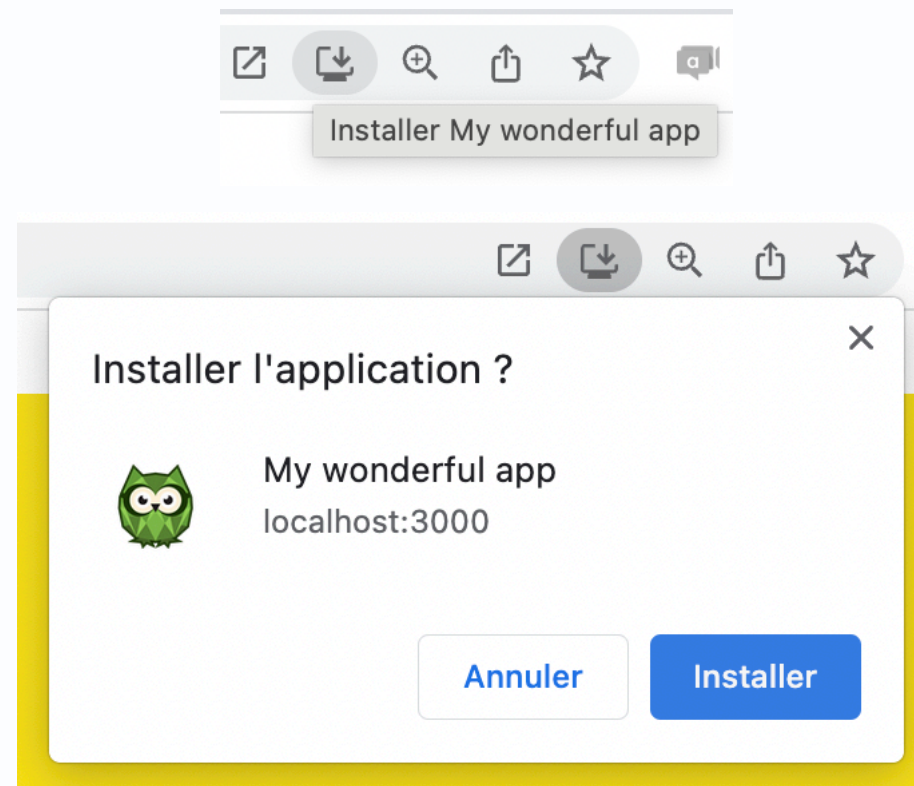 a
Installer My wonderful app
Installer l'application ?
My wonderful app
localhost:3000
Annuler
Installer